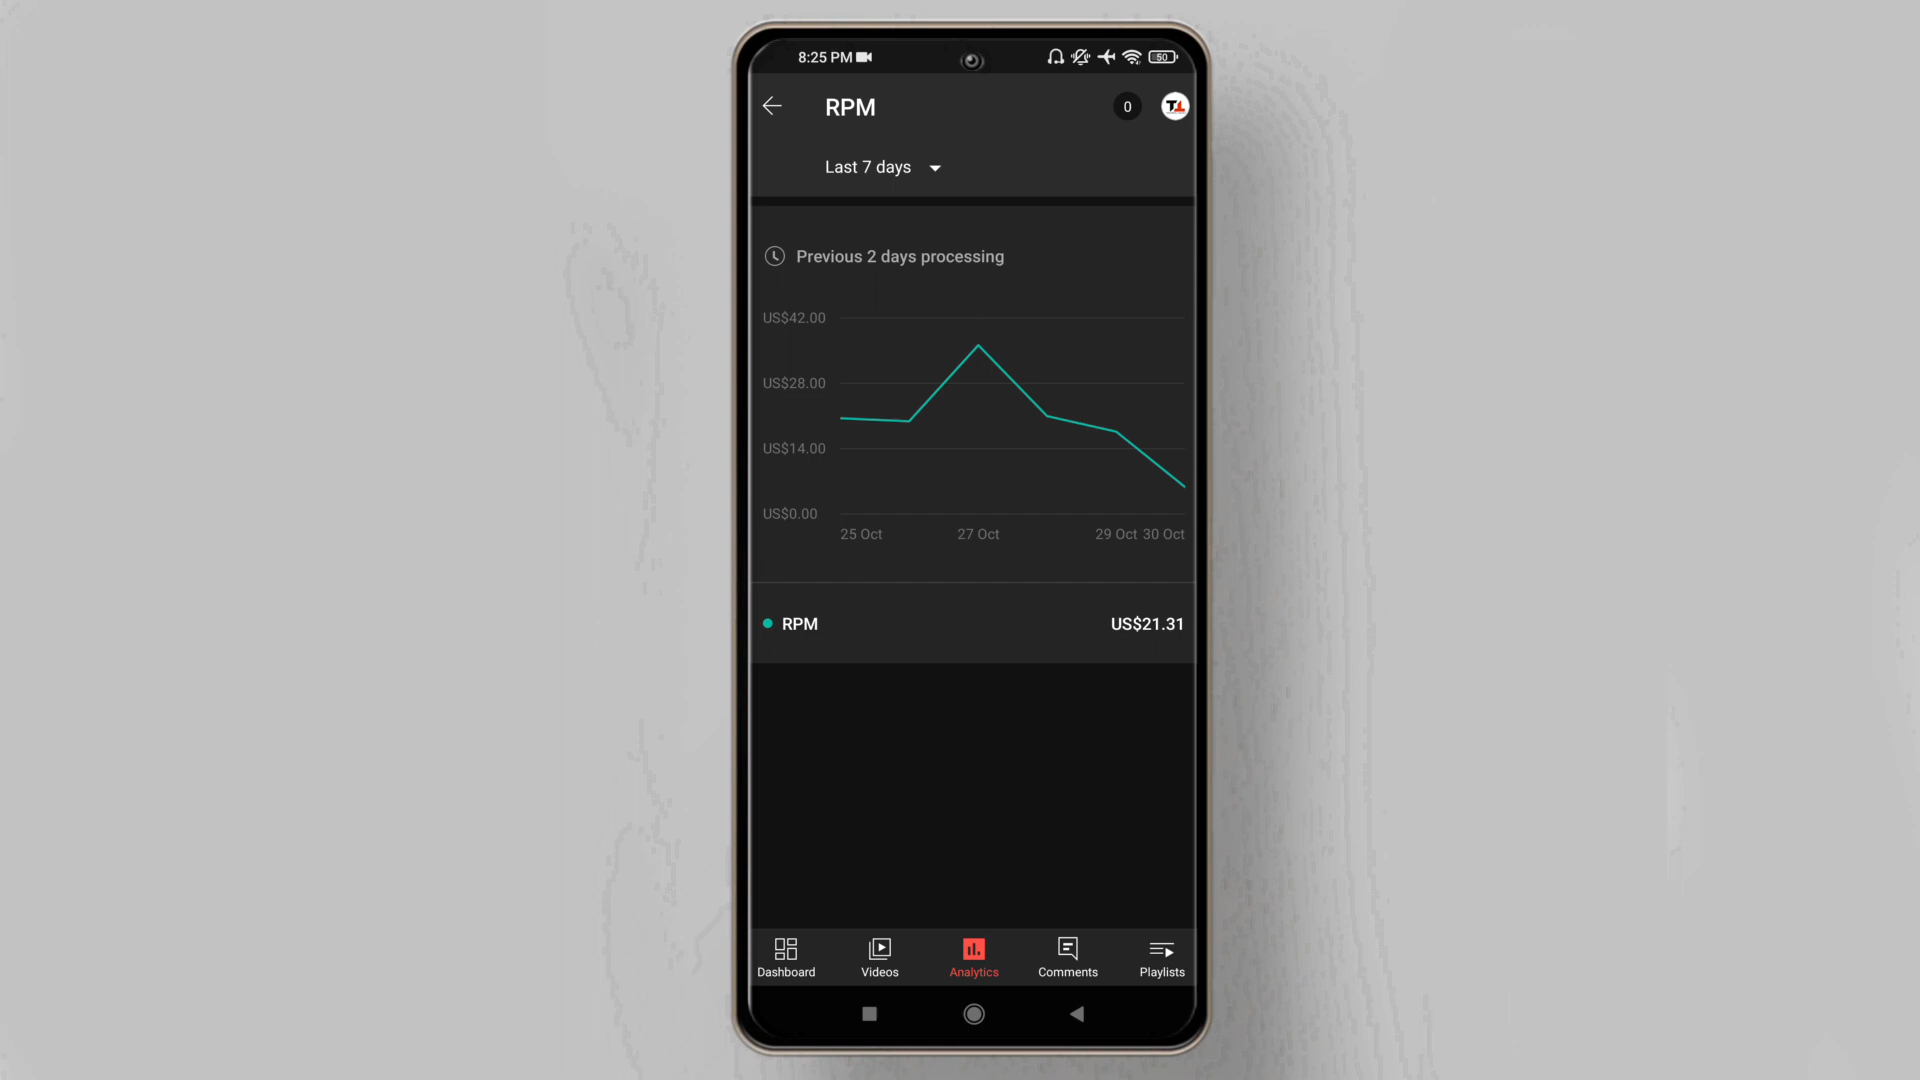 8:25 PM
50
RPM
0
TL
Last 7 days
Previous 2 days processing
US$42.00
US$28.00
US$14.00
US$0.00
25 Oct 27 Oct 29 Oct 30 Oct
RPM US$21.31
Dashboard Videos Analytics Comments Playlists